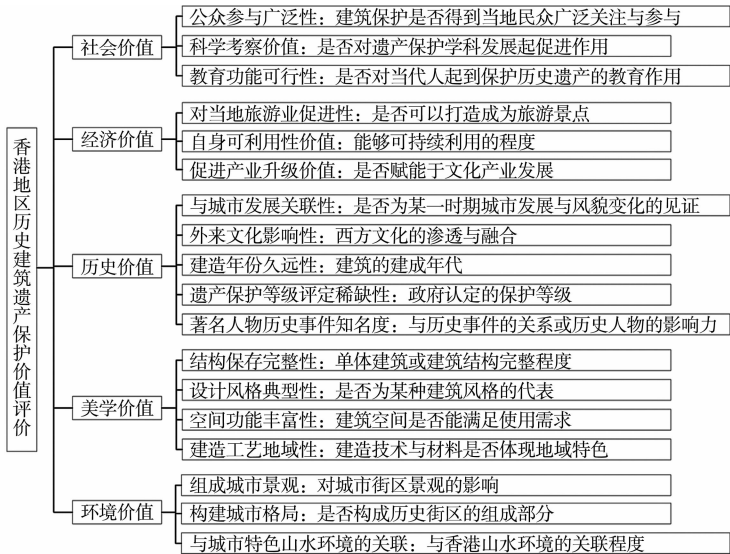 香港地区历史建筑遗产保护价值评价
社会价值
公众参与广泛性：建筑保护是否得到当地民众广泛关注与参与
科学考察价值：是否对遗产保护学科发展起促进作用
教育功能可行性：是否对当代人起到保护历史遗产的教育作用
经济价值
对当地旅游业促进性：是否可以打造成为旅游景点
自身可利用性价值：能够可持续利用的程度
促进产业升级价值：是否赋能于文化产业发展
历史价值
与城市发展关联性：是否为某一时期城市发展与风貌变化的见证
外来文化影响性：西方文化的渗透与融合
建造年份久远性：建筑的建成年代
遗产保护等级评定稀缺性：政府认定的保护等级
著名人物历史事件知名度：与历史事件的关系或历史人物的影响力
美学价值
结构保存完整性：单体建筑或建筑结构完整程度
设计风格典型性：是否为某种建筑风格的代表
空间功能丰富性：建筑空间是否能满足使用需求
建造工艺地域性：建造技术与材料是否体现地域特色
环境价值
组成城市景观：对城市街区景观的影响
构建城市格局：是否构成历史街区的组成部分
与城市特色山水环境的关联：与香港山水环境的关联程度